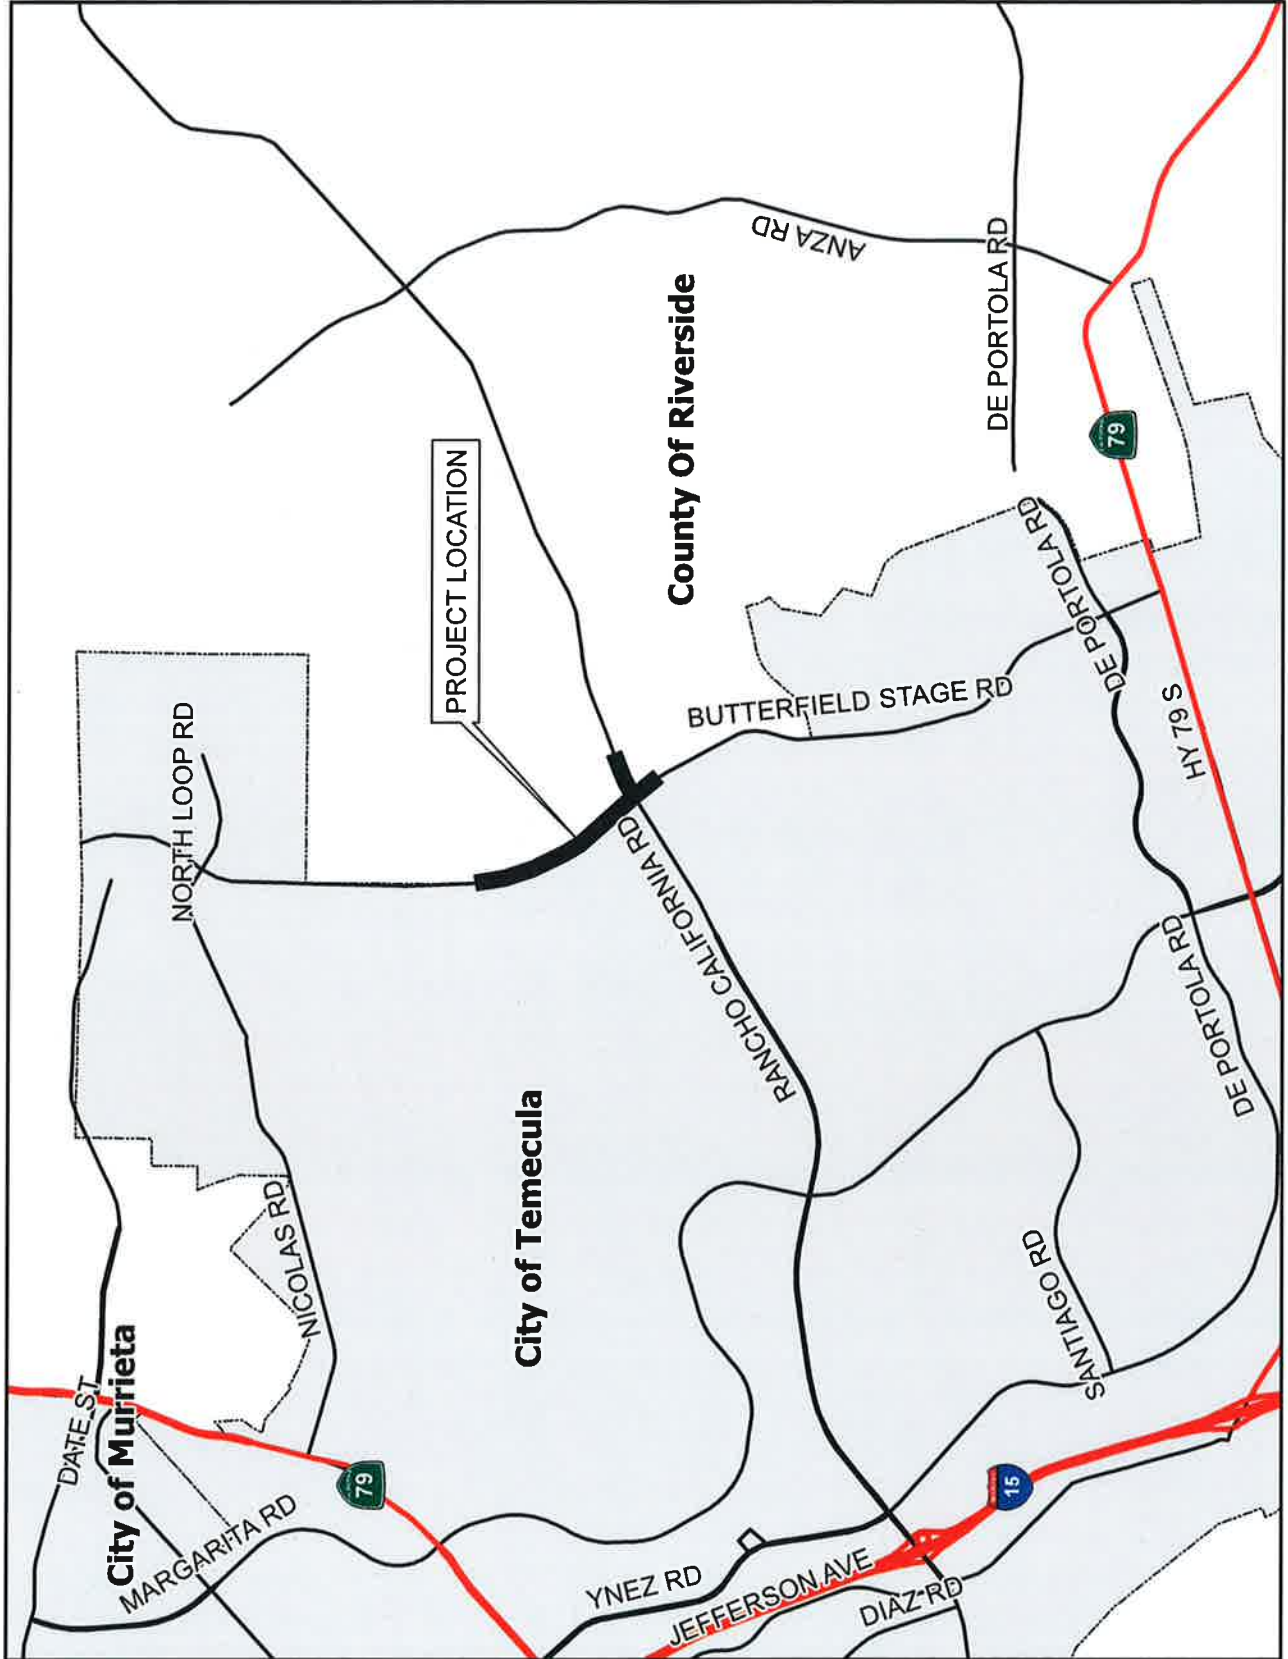 DATE ST
City of Murrieta
MARGARITA RD
NORTH LOOP RD
NICOLAS RD
79
PROJECT LOCATION
City of Temecula
YNEZ RD
County Of Riverside
RANCHO CALIFORNIA RD
BUTTERFIELD STAGE RD
ANZA RD
JEFFERSON AVE
DIAZ RD
DE PORTOLA RD
15
SANTIAGO RD
DE PORTOLA RD
79
HY 79 S
DE PORTOLA RD